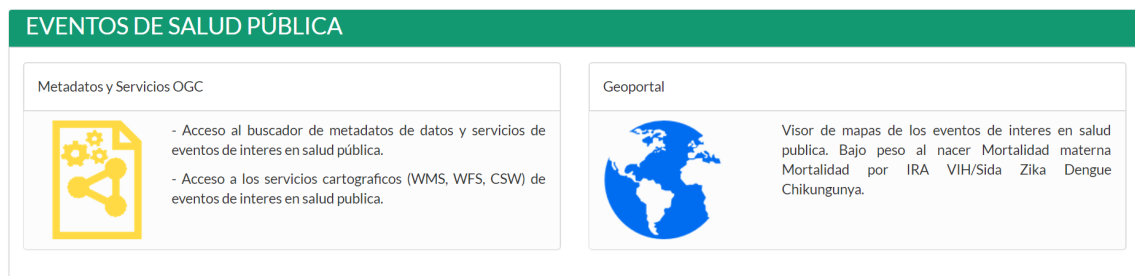 EVENTOS DE SALUD PÚBLICA
Metadatos y Servicios OGC
- Acceso al buscador de metadatos de datos y servicios de
eventos de interes en salud pública.
- Acceso a los servicios cartograficos (WMS, WFS, CSW) de
eventos de interes en salud publica.
Geoportal
Visor de mapas de los eventos de interes en salud
publica. Bajo peso al nacer Mortalidad materna
Mortalidad por IRA VIH/Sida Zika Dengue
Chikungunya.